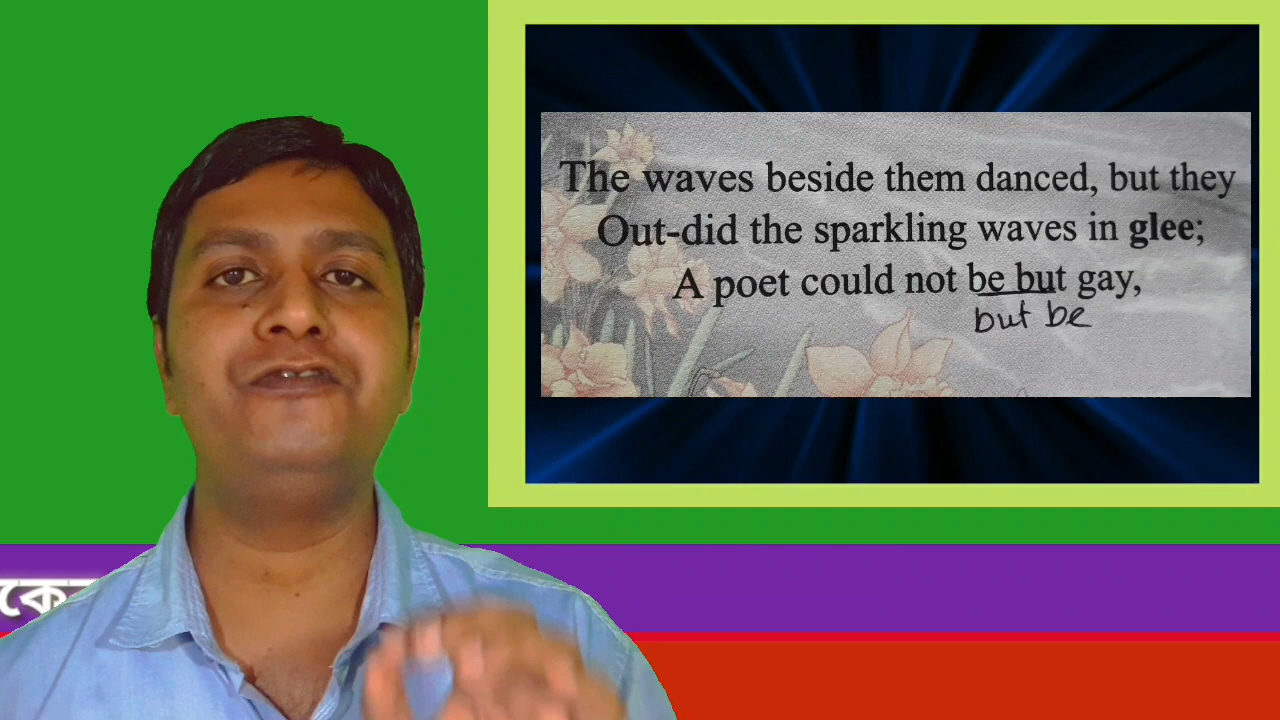 The waves beside them danced, but they
Out-did the sparkling waves in glee;
A poet could not be but gay,
but be
কে